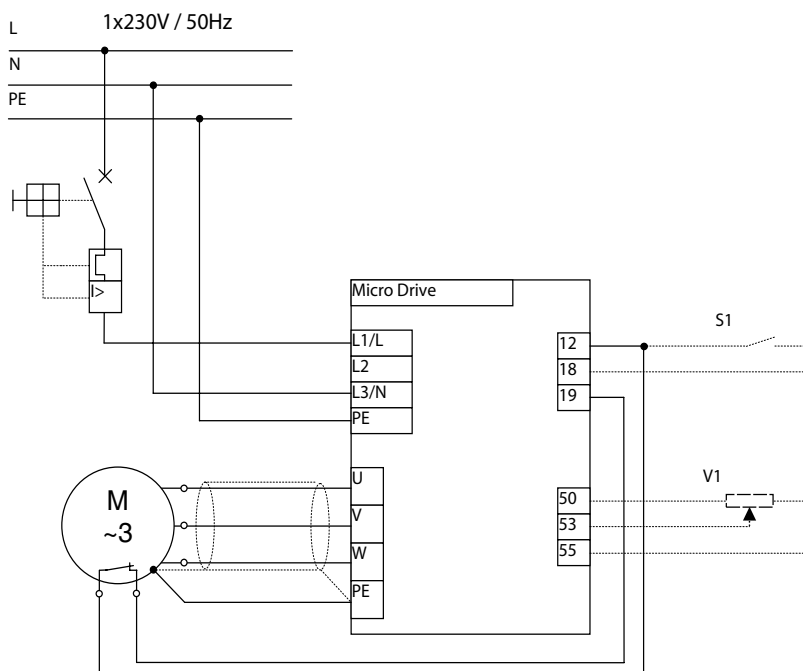 1x230V / 50Hz
L
N
PE
I>
Micro Drive
L1/L
L2
L3/N
PE
12
18
19
S1
U
V
W
PE
M
~3
50
53
55
V1